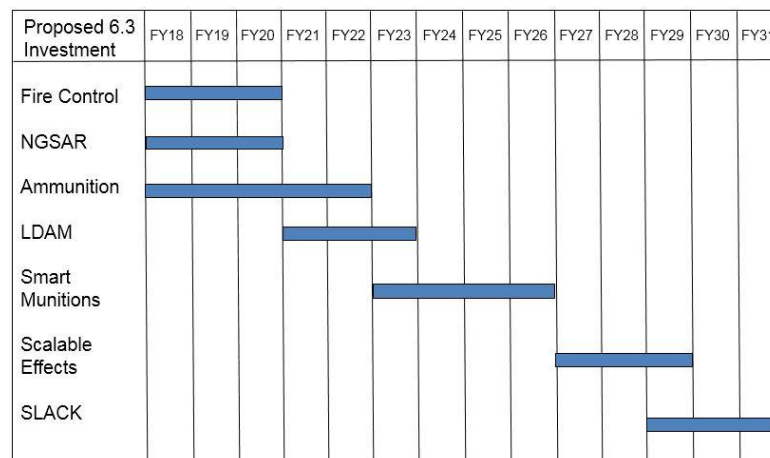 Proposed 6.3
Investment
FY18 FY19 FY20 FY21 FY22 FY23 FY24 FY25 FY26 FY27 FY28 FY29 FY30 FY31
Fire Control
NGSAR
Ammunition
LDAM
Smart
Munitions
Scalable
Effects
SLACK